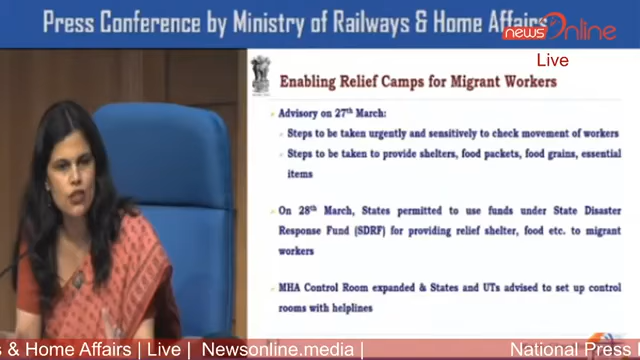 Press Conference by Ministry of Railways & Home Affairs
news Online
Live
Enabling Relief Camps for Migrant Workers
Advisory on 27th March:
Steps to be taken urgently and sensitively to check movement of workers
Steps to be taken to provide shelters, food packets, food grains, essential
items
On 28th March, States permitted to use funds under State Disaster
Response Fund (SDRF) for providing relief shelter, food etc. to migrant
workers
MHA Control Room expanded & States and UTs advised to set up control
rooms with helplines
s & Home Affairs | Live | Newsonline.media | National Press